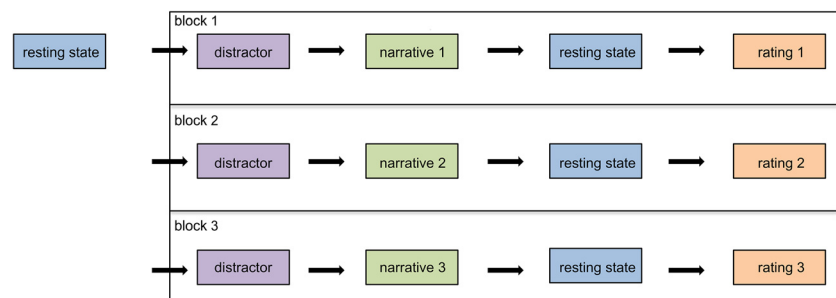 block 1
resting state
distractor
narrative 1
resting state
rating 1
block 2
distractor
narrative 2
resting state
rating 2
block 3
distractor
narrative 3
resting state
rating 3